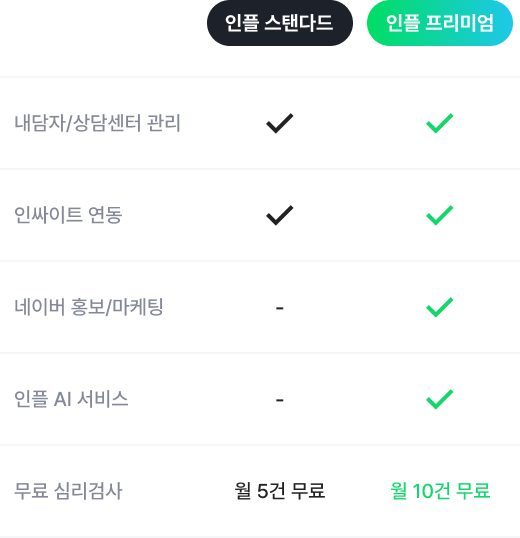 인플 스탠다드 인플 프리미엄
내담자/상담센터 관리
인싸이트 연동
네이버 홍보/마케팅 -
인플 AI 서비스 -
무료 심리검사 월 5건 무료 월 10건 무료